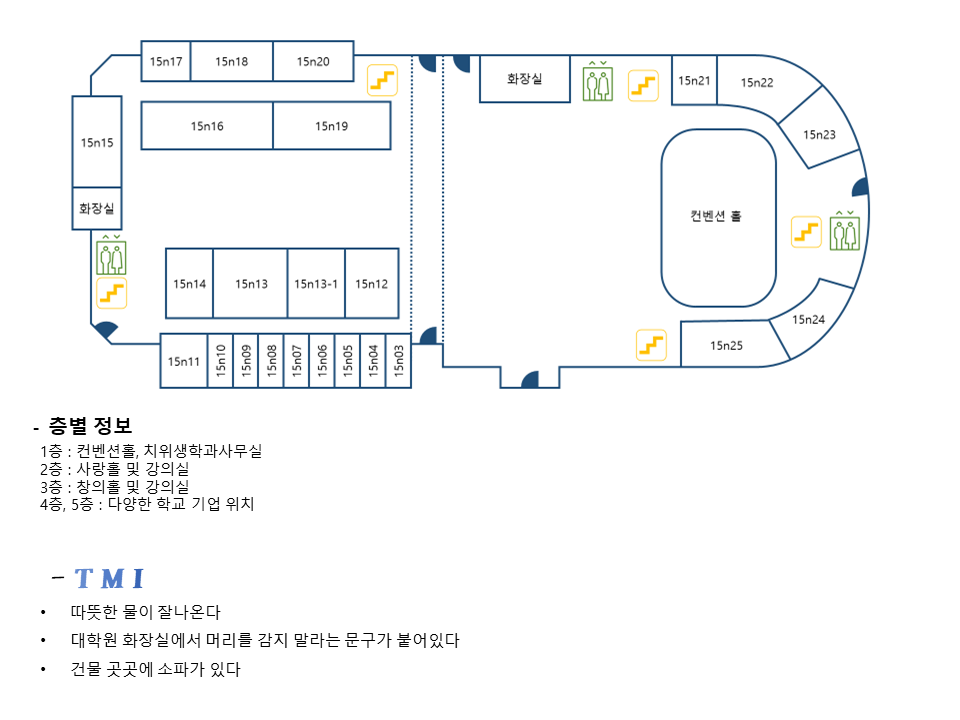 15n17
15n18
15n20
화장실
15n21
15n22
15n16
15n19
15n23
15n15
화장실
컨벤션 홀
15n14
15n13
15n13-1
15n12
15n24
15n25
15n11
15n10
15n09
15n08
15n07
15n06
15n05
15n04
15n03
- 층별 정보
1층 : 컨벤션홀, 치위생학과사무실
2층 : 사랑홀 및 강의실
3층 : 창의홀 및 강의실
4층, 5층 : 다양한 학교 기업 위치
- TMI
• 따뜻한 물이 잘나온다
• 대학원 화장실에서 머리를 감지 말라는 문구가 붙어있다
• 건물 곳곳에 소파가 있다